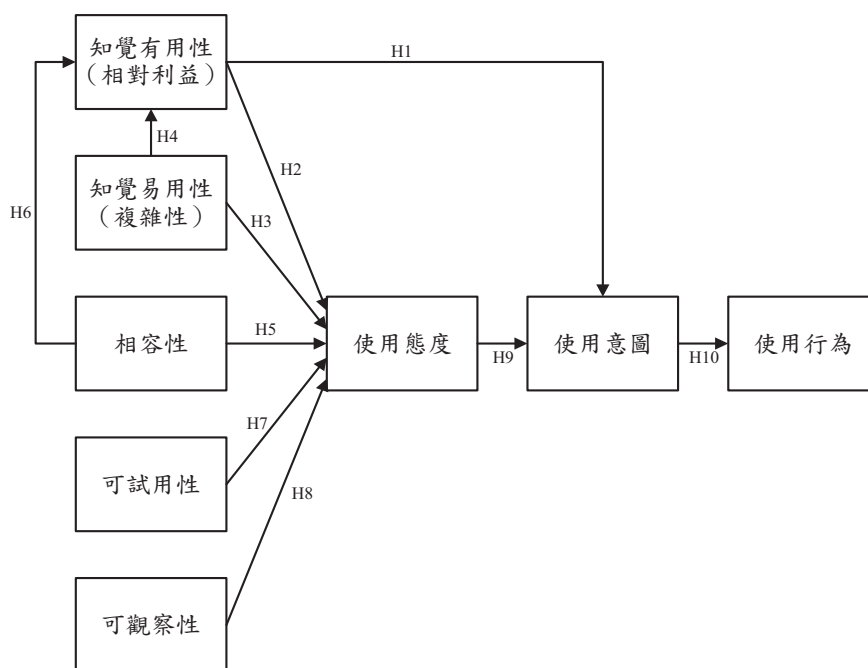 知覺有用性
（相對利益）
H1
H4
H2
知覺易用性
（複雜性）
H6
H3
相容性
H5
使用態度
H9
使用意圖
H10
使用行為
H7
可試用性
H8
可觀察性